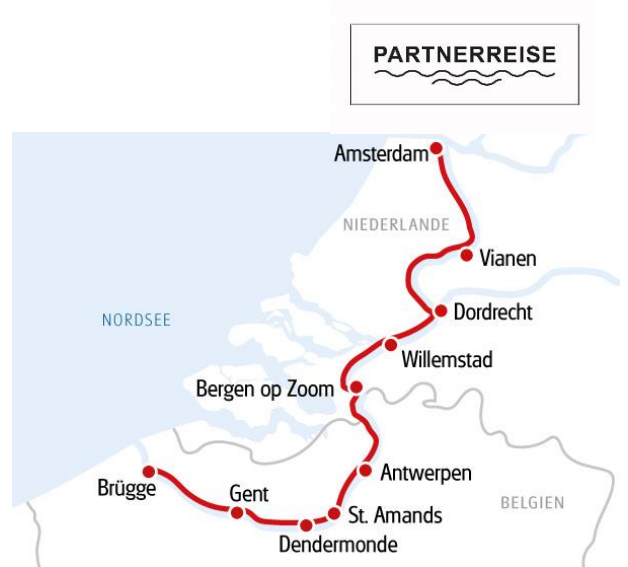 PARTNERREISE
Amsterdam
NIEDERLANDE
Vianen
Dordrecht
NORDSEE
Willemstad
Bergen op Zoom
Antwerpen
Brügge
Gent
BELGIEN
St. Amands
Dendermonde